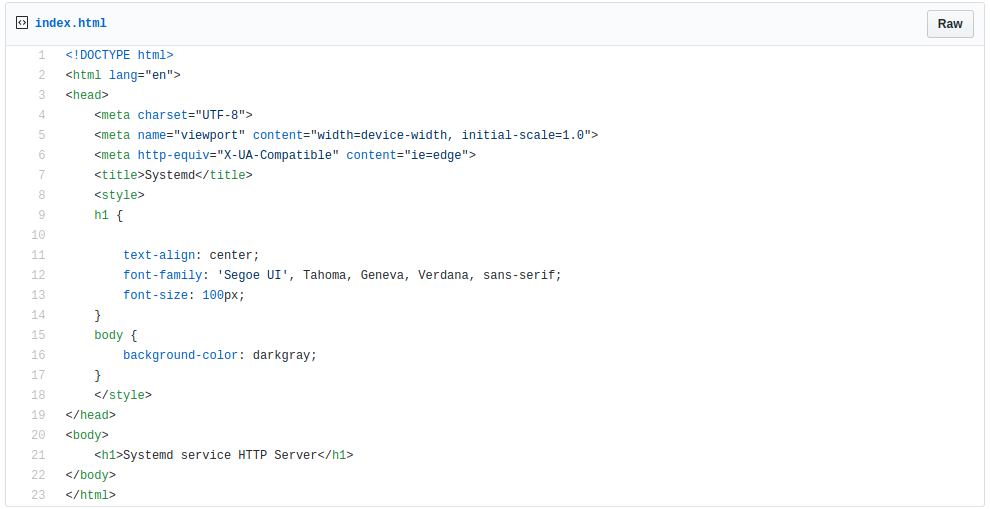 index.html
Raw
1 <!DOCTYPE html>
2 <html lang="en">
3 <head>
4     <meta charset="UTF-8">
5     <meta name="viewport" content="width=device-width, initial-scale=1.0">
6     <meta http-equiv="X-UA-Compatible" content="ie=edge">
7     <title>Systemd</title>
8     <style>
9     h1 {
10
11         text-align: center;
12         font-family: 'Segoe UI', Tahoma, Geneva, Verdana, sans-serif;
13         font-size: 100px;
14     }
15     body {
16         background-color: darkgray;
17     }
18     </style>
19 </head>
20 <body>
21     <h1>Systemd service HTTP Server</h1>
22 </body>
23 </html>